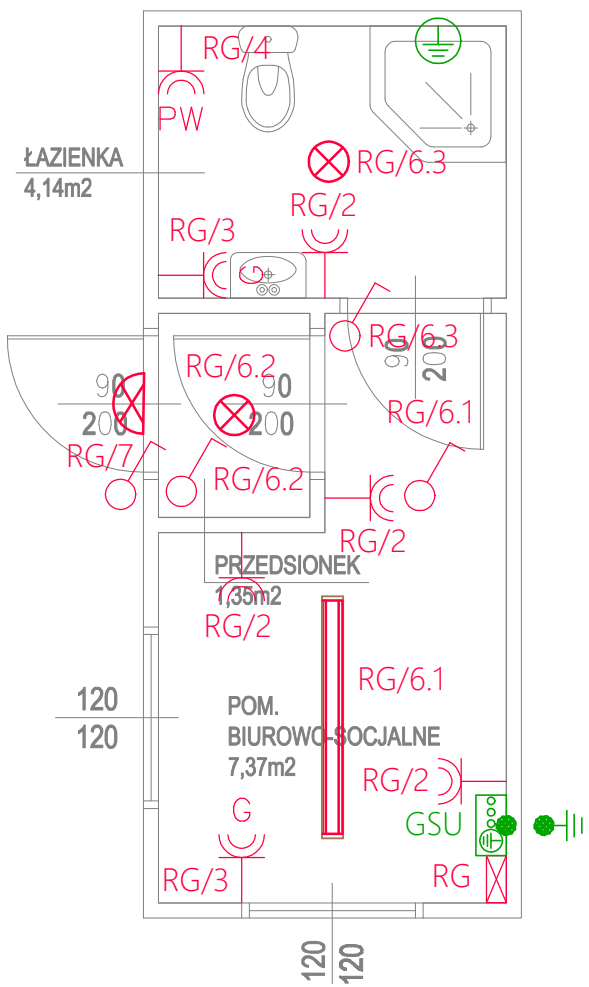 RG/4
PW
ŁAZIENKA
4,14m2
RG/6.3
RG/2
RG/3
G
RG/6.3
90
200
RG/6.2
90
200
90
200
RG/6.1
RG/7
RG/6.2
RG/2
PRZEDSIONEK
1,35m2
RG/2
RG/6.1
120
120
POM.
BIUROWO-SOCJALNE
7,37m2
RG/2
G
GSU
RG/3
RG
120
120